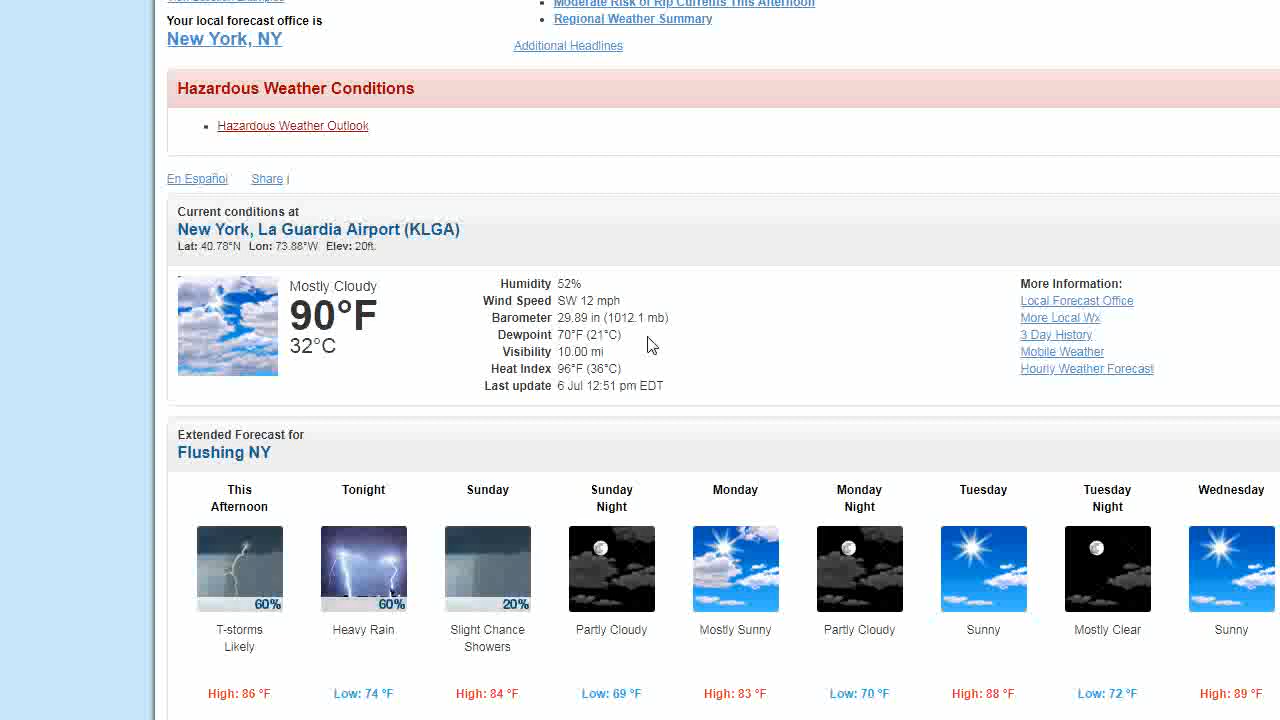 Your local forecast office is
New York, NY
Moderate Risk of Rip Currents This Afternoon
Regional Weather Summary
Additional Headlines
Hazardous Weather Conditions
Hazardous Weather Outlook
En Español Share |
Current conditions at
New York, La Guardia Airport (KLGA)
Lat: 40.78°N Lon: 73.88°W Elev: 20ft.
Mostly Cloudy
90°F
32°C
Humidity 52%
Wind Speed SW 12 mph
Barometer 29.89 in (1012.1 mb)
Dewpoint 70°F (21°C)
Visibility 10.00 mi
Heat Index 96°F (36°C)
Last update 6 Jul 12:51 pm EDT
More Information:
Local Forecast Office
More Local Wx
3 Day History
Mobile Weather
Hourly Weather Forecast
Extended Forecast for
Flushing NY
This
Afternoon
60%
T-storms
Likely
High: 86 °F
Tonight
60%
Heavy Rain
Low: 74 °F
Sunday
20%
Slight Chance
Showers
High: 84 °F
Sunday
Night
Partly Cloudy
Low: 69 °F
Monday
Mostly Sunny
High: 83 °F
Monday
Night
Partly Cloudy
Low: 70 °F
Tuesday
Sunny
High: 88 °F
Tuesday
Night
Mostly Clear
Low: 72 °F
Wednesday
Sunny
High: 89 °F